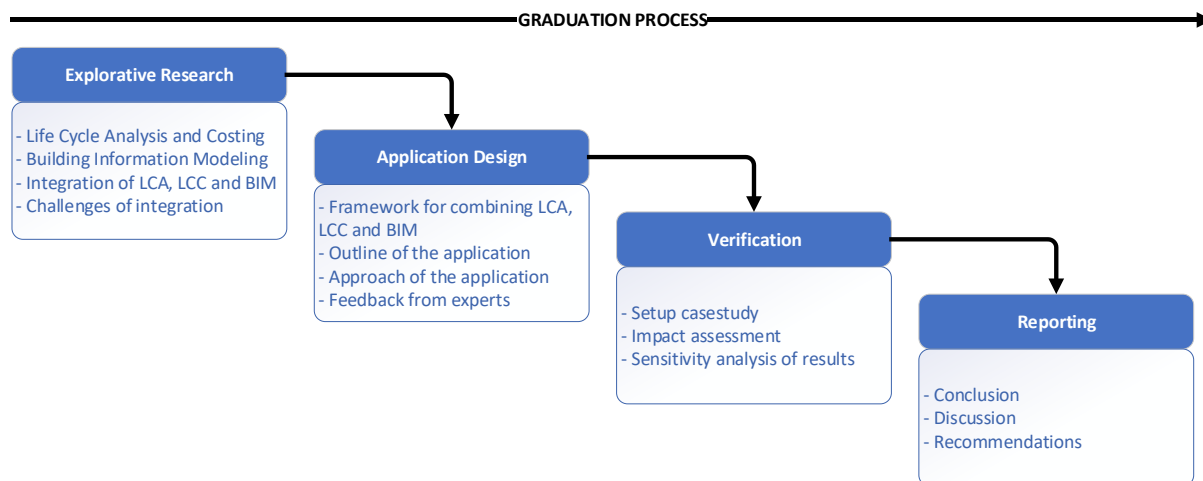 GRADUATION PROCESS
Explorative Research
- Life Cycle Analysis and Costing
- Building Information Modeling
- Integration of LCA, LCC and BIM
- Challenges of integration
Application Design
- Framework for combining LCA,
LCC and BIM
- Outline of the application
- Approach of the application
- Feedback from experts
Verification
- Setup casestudy
- Impact assessment
- Sensitivity analysis of results
Reporting
- Conclusion
- Discussion
- Recommendations